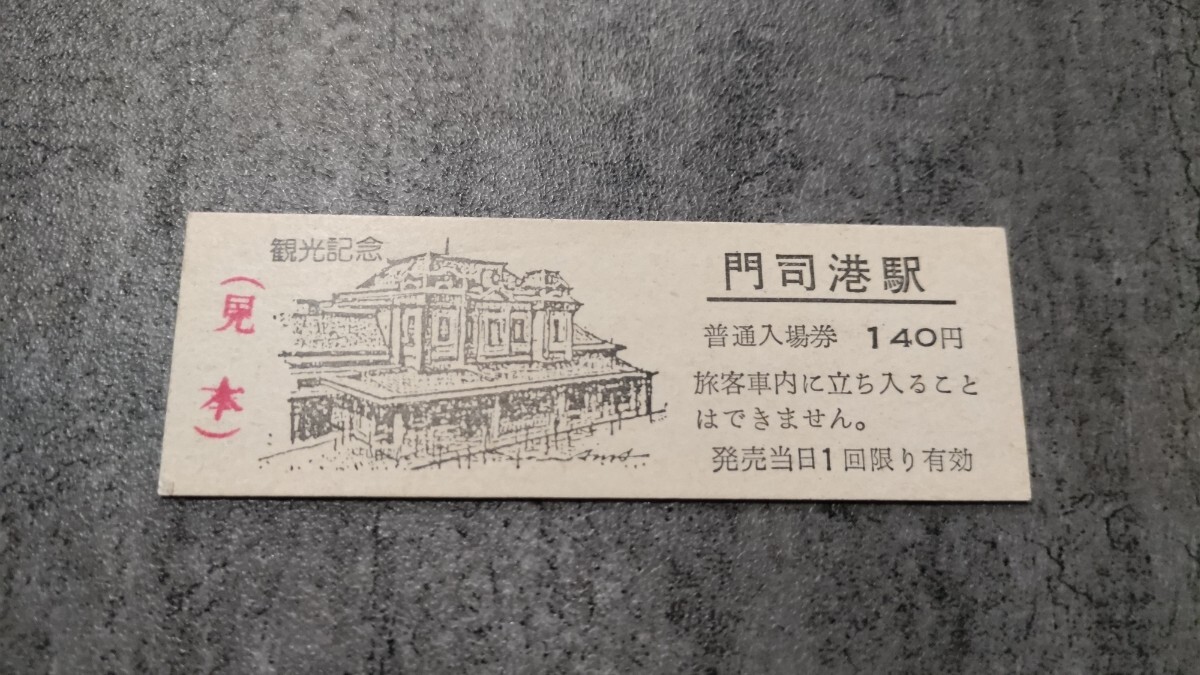 観光記念
(見本)
門司港駅
普通入場券 140円
旅客車内に立ち入ること
はできません。
発売当日1回限り有効